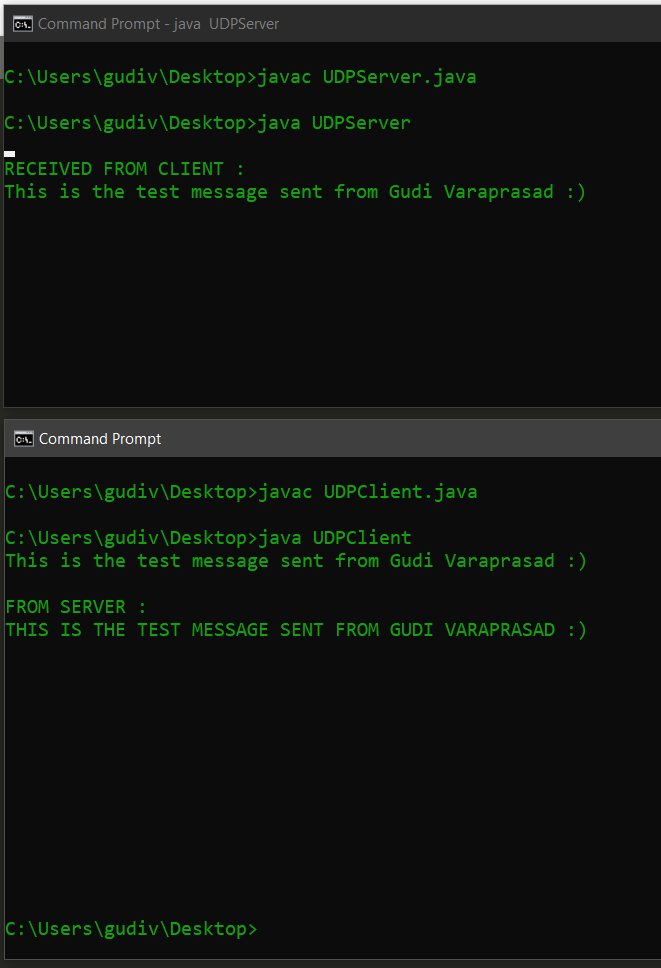 Command Prompt - java  UDPServer
C:\Users\gudiv\Desktop>javac UDPServer.java
C:\Users\gudiv\Desktop>java UDPServer
RECEIVED FROM CLIENT :
This is the test message sent from Gudi Varaprasad :)
Command Prompt
C:\Users\gudiv\Desktop>javac UDPClient.java
C:\Users\gudiv\Desktop>java UDPClient
This is the test message sent from Gudi Varaprasad :)
FROM SERVER :
THIS IS THE TEST MESSAGE SENT FROM GUDI VARAPRASAD :)
C:\Users\gudiv\Desktop>